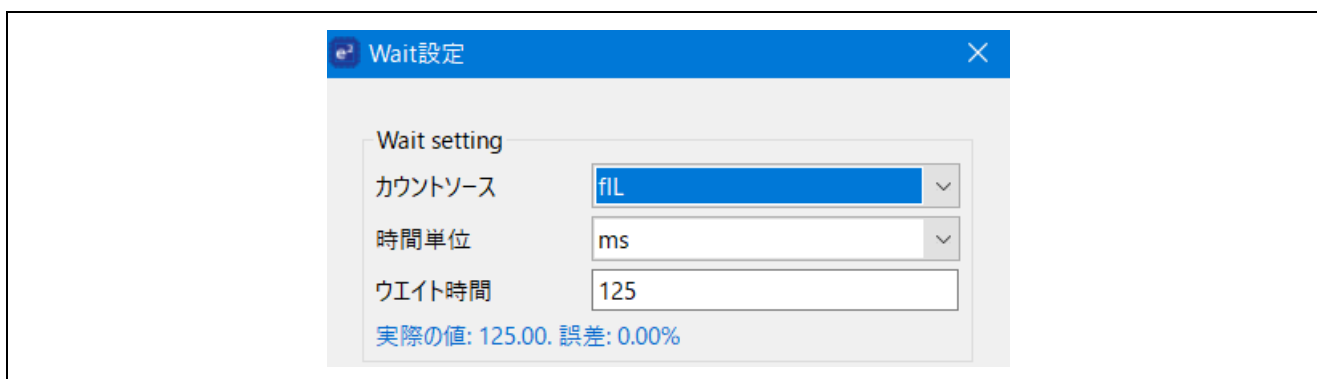 e² Wait設定
Wait setting
カウントソース fIL
時間単位 ms
ウエイト時間 125
実際の値: 125.00. 誤差: 0.00%